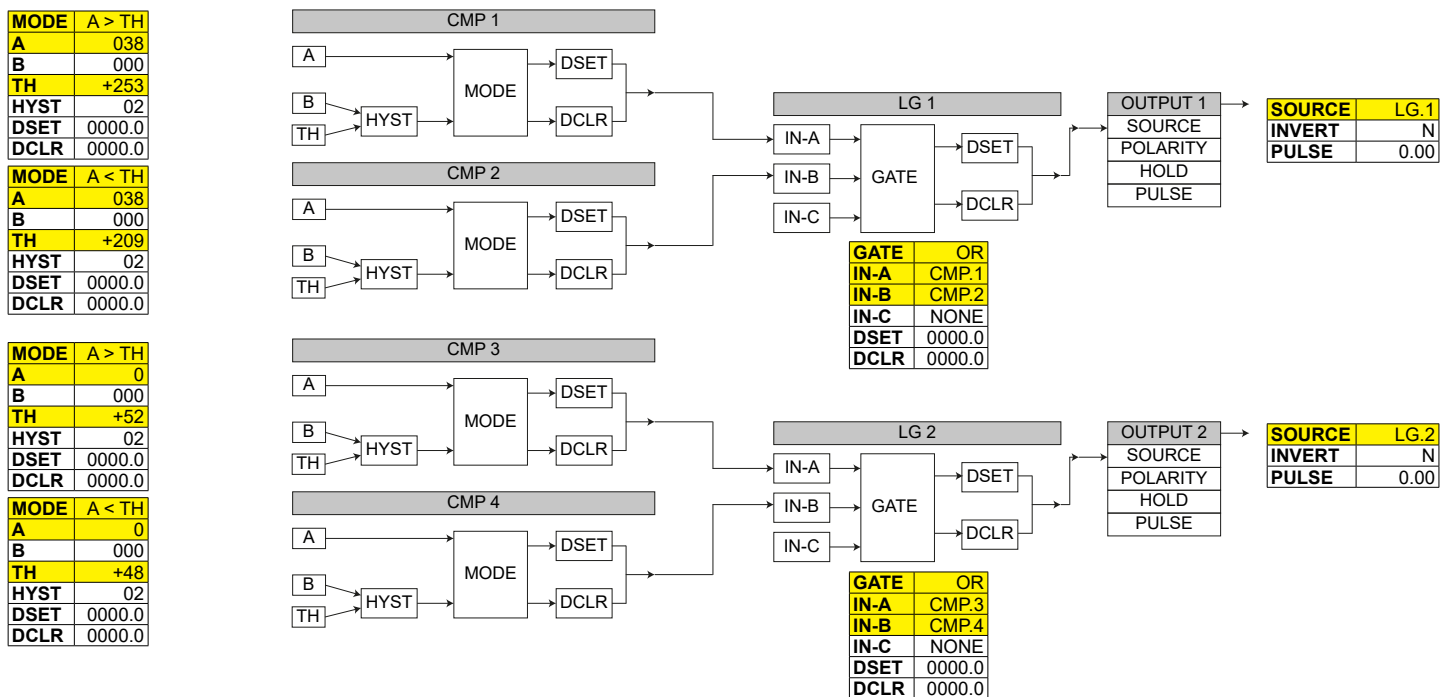 MODE A > TH
A 038
B 000
TH +253
HYST 02
DSET 0000.0
DCLR 0000.0
MODE A < TH
A 038
B 000
TH +209
HYST 02
DSET 0000.0
DCLR 0000.0
MODE A > TH
A 0
B 000
TH +52
HYST 02
DSET 0000.0
DCLR 0000.0
MODE A < TH
A 0
B 000
TH +48
HYST 02
DSET 0000.0
DCLR 0000.0
CMP 1
A
B
TH
HYST
MODE
DSET
DCLR
CMP 2
A
B
TH
HYST
MODE
DSET
DCLR
LG 1
IN-A
IN-B
IN-C
GATE
DSET
DCLR
GATE OR
IN-A CMP.1
IN-B CMP.2
IN-C NONE
DSET 0000.0
DCLR 0000.0
OUTPUT 1
SOURCE
POLARITY
HOLD
PULSE
SOURCE LG.1
INVERT N
PULSE 0.00
CMP 3
A
B
TH
HYST
MODE
DSET
DCLR
CMP 4
A
B
TH
HYST
MODE
DSET
DCLR
LG 2
IN-A
IN-B
IN-C
GATE
DSET
DCLR
GATE OR
IN-A CMP.3
IN-B CMP.4
IN-C NONE
DSET 0000.0
DCLR 0000.0
OUTPUT 2
SOURCE
POLARITY
HOLD
PULSE
SOURCE LG.2
INVERT N
PULSE 0.00